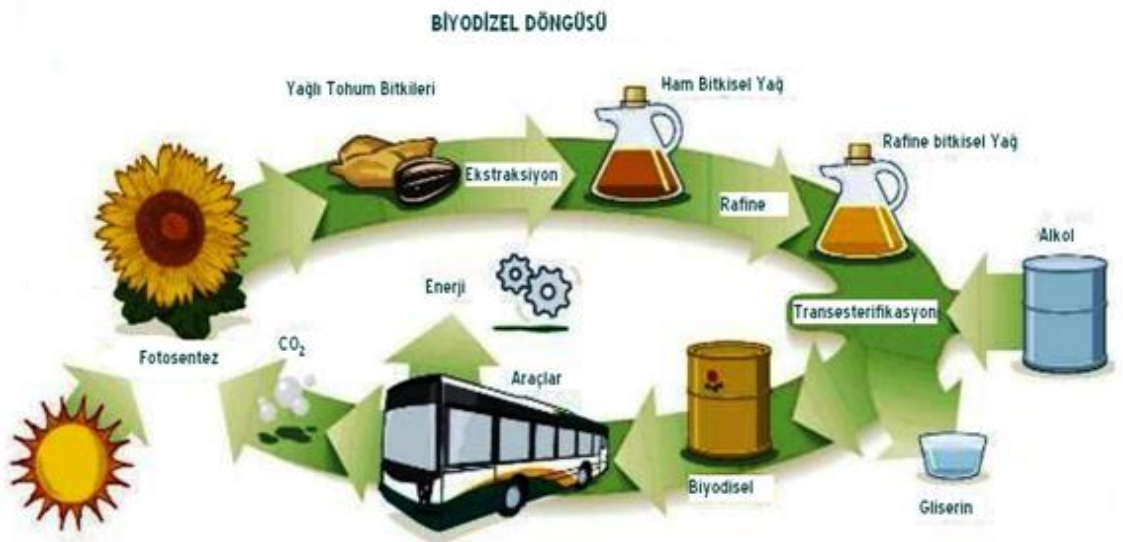 BİYODİZEL DÖNGÜSÜ
Yağlı Tohum Bitkileri
Ham Bitkisel Yağ
Rafine bitkisel Yağ
Ekstraksiyon
Rafine
Alkol
Enerji
Transesterifikasyon
Fotosentez
CO₂
Araçlar
Biyodisel
Gliserin